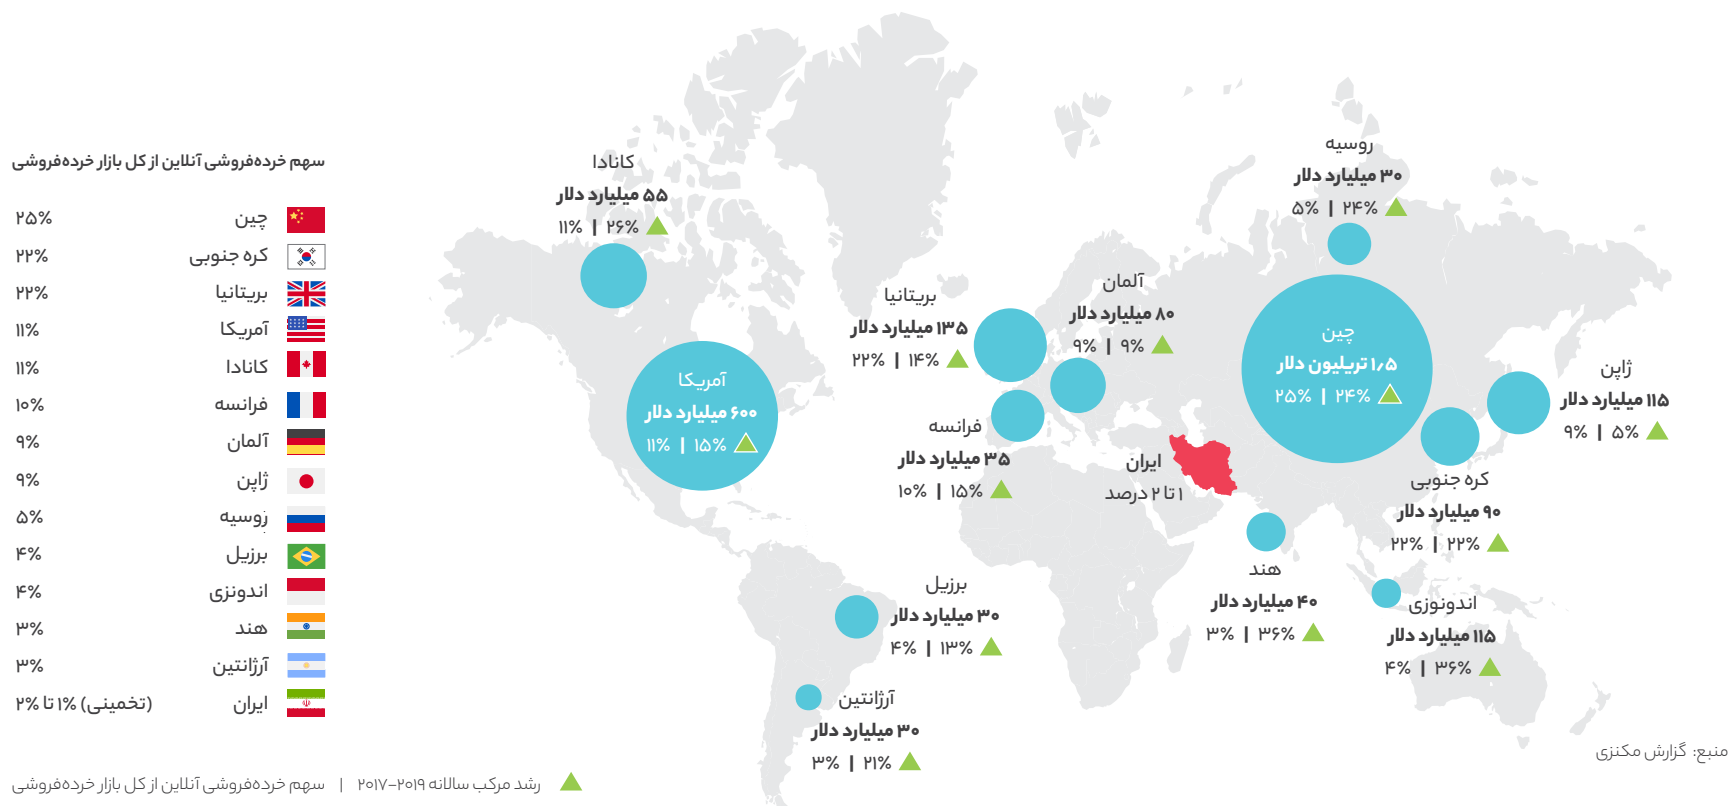 سهم خرده‌فروشی آنلاین از کل بازار خرده‌فروشی
چین ۲۵%
کره جنوبی ۲۲%
بریتانیا ۲۲%
آمریکا ۱۱%
کانادا ۱۱%
فرانسه ۱۰%
آلمان ۹%
ژاپن ۹%
روسیه ۵%
برزیل ۴%
اندونزی ۴%
هند ۳%
آرژانتین ۳%
ایران (تخمینی) ۱% تا ۲%
کانادا
۵۵ میلیارد دلار
۲۶% | ۱۱%
آمریکا
۶۰۰ میلیارد دلار
۱۵% | ۱۱%
بریتانیا
۱۳۵ میلیارد دلار
۱۴% | ۲۲%
آلمان
۸۰ میلیارد دلار
۹% | ۹%
فرانسه
۳۵ میلیارد دلار
۱۵% | ۱۰%
روسیه
۳۰ میلیارد دلار
۲۴% | ۵%
چین
۱٫۵ تریلیون دلار
۲۴% | ۲۵%
ژاپن
۱۱۵ میلیارد دلار
۵% | ۹%
کره جنوبی
۹۰ میلیارد دلار
۲۲% | ۲۲%
ایران
۱ تا ۲ درصد
هند
۴۰ میلیارد دلار
۳۶% | ۳%
اندونوزی
۱۱۵ میلیارد دلار
۳۶% | ۴%
برزیل
۳۰ میلیارد دلار
۱۳% | ۴%
آرژانتین
۳۰ میلیارد دلار
۲۱% | ۳%
منبع: گزارش مکنزی
رشد مرکب سالانه ۲۰۱۹-۲۰۱۷ | سهم خرده‌فروشی آنلاین از کل بازار خرده‌فروشی